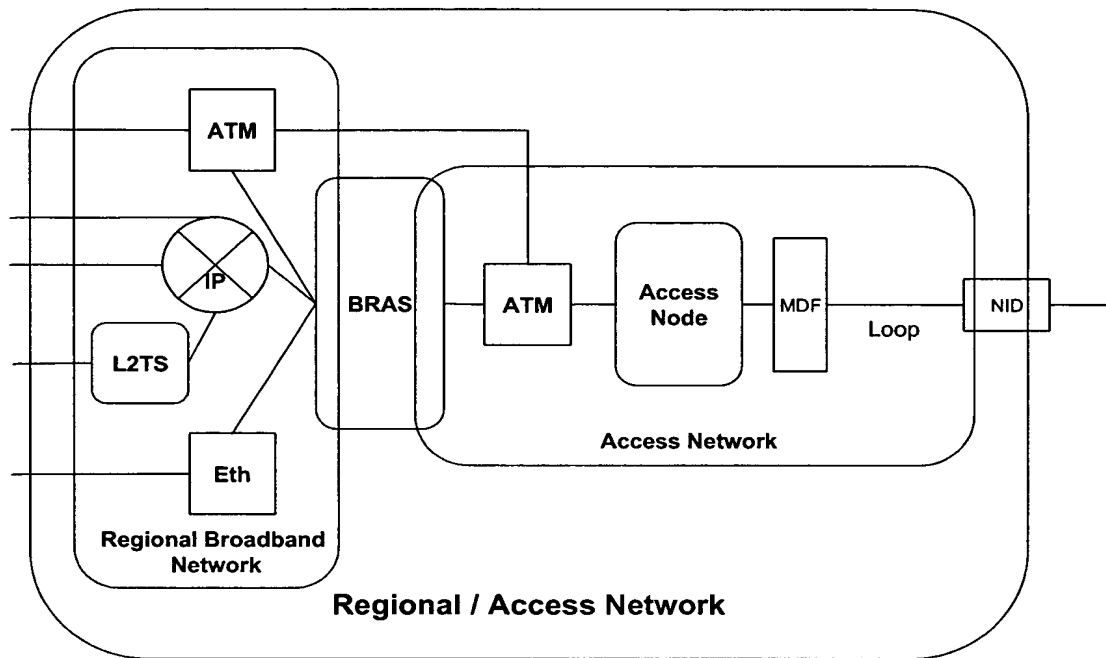 ATM
IP
L2TS
Eth
Regional Broadband
Network
BRAS
ATM
Access
Node
MDF
Loop
NID
Access Network
Regional / Access Network